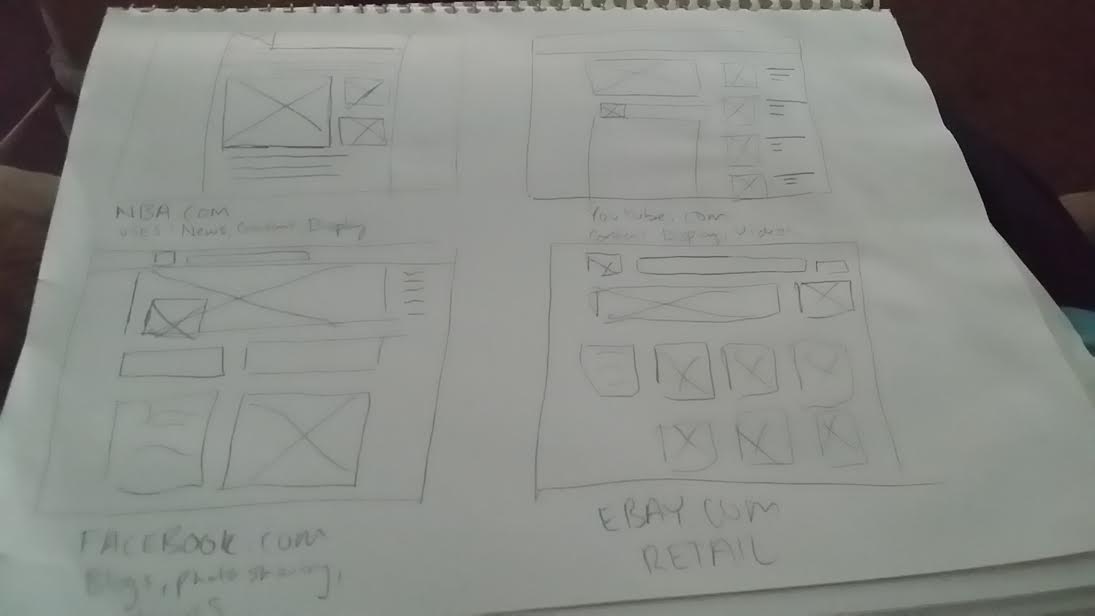 NBA.COM
USES: News, Content Display
YouTube.com
Content Display, Videos
FACEBOOK.COM
Blogs, photo sharing,
EBAY.COM
RETAIL